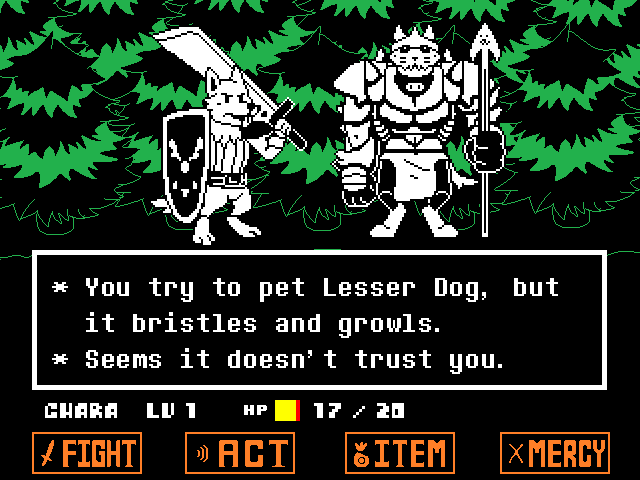 * You try to pet Lesser Dog, but
it bristles and growls.
* Seems it doesn't trust you.
CHARA LV 1 HP 17 / 20
FIGHT ACT ITEM MERCY